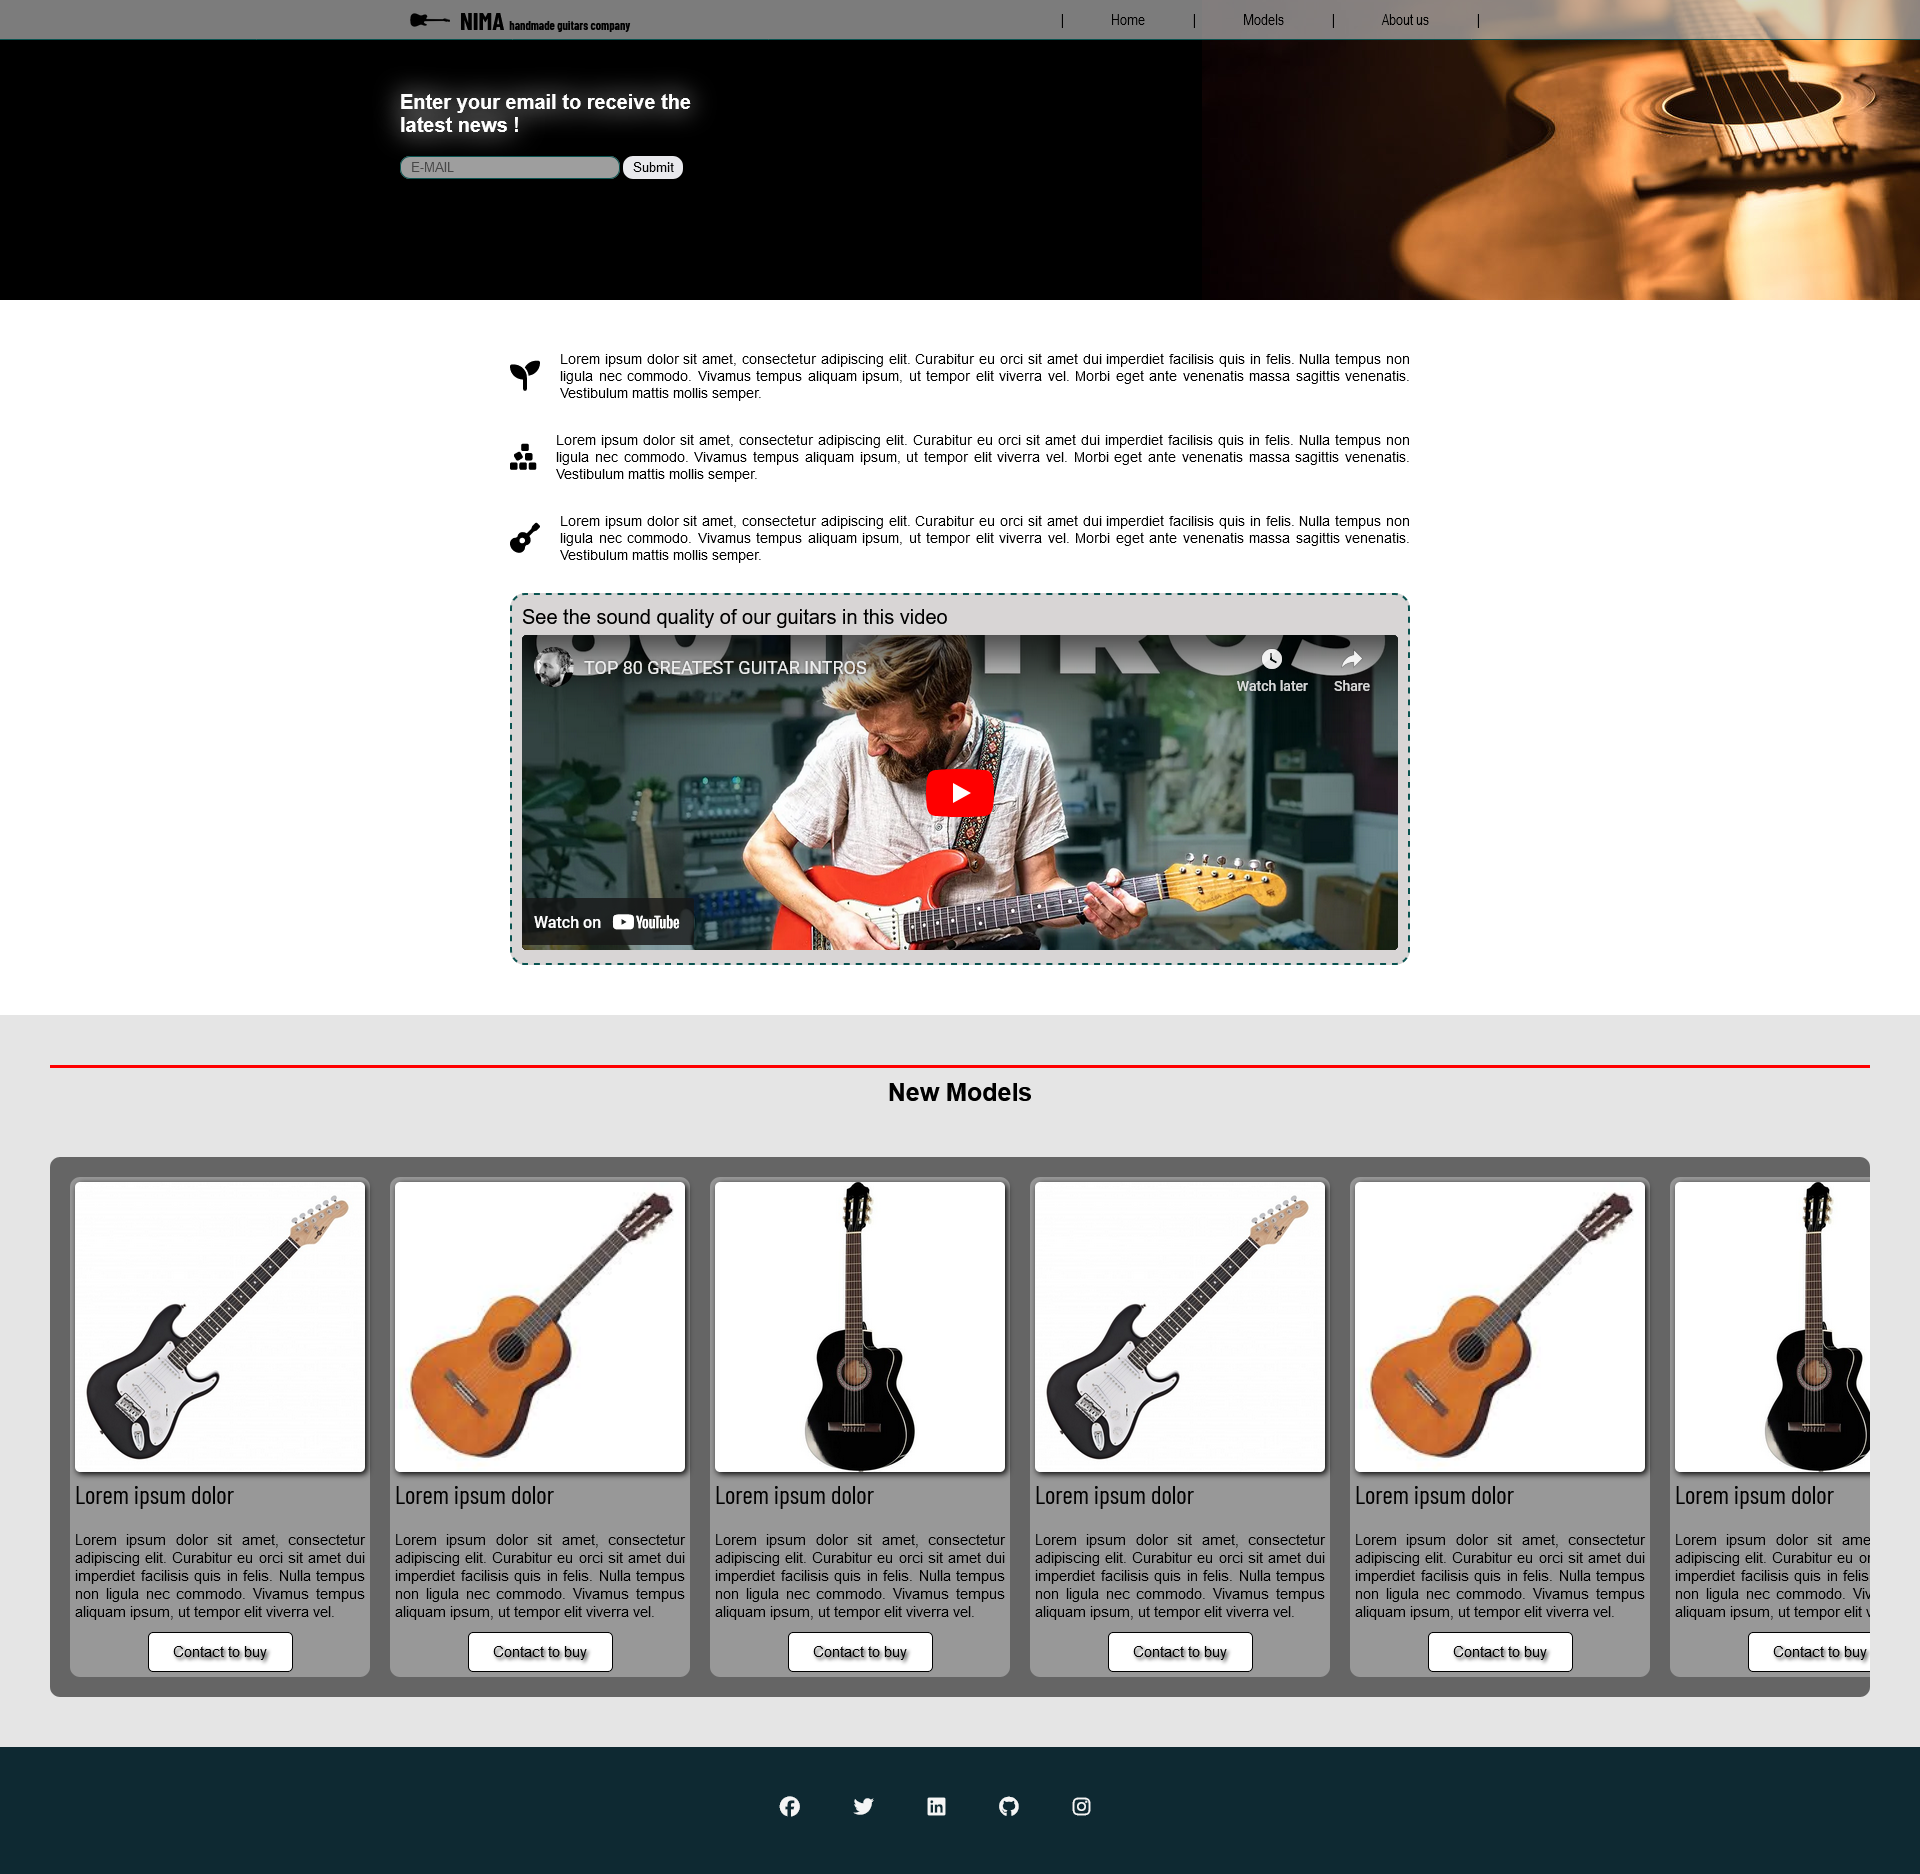 NIMA handmade guitars company
| Home | Models | About us |
Enter your email to receive the
latest news !
E-MAIL
Submit
Lorem ipsum dolor sit amet, consectetur adipiscing elit. Curabitur eu orci sit amet dui imperdiet facilisis quis in felis. Nulla tempus non
ligula nec commodo. Vivamus tempus aliquam ipsum, ut tempor elit viverra vel. Morbi eget ante venenatis massa sagittis venenatis.
Vestibulum mattis mollis semper.
Lorem ipsum dolor sit amet, consectetur adipiscing elit. Curabitur eu orci sit amet dui imperdiet facilisis quis in felis. Nulla tempus non
ligula nec commodo. Vivamus tempus aliquam ipsum, ut tempor elit viverra vel. Morbi eget ante venenatis massa sagittis venenatis.
Vestibulum mattis mollis semper.
Lorem ipsum dolor sit amet, consectetur adipiscing elit. Curabitur eu orci sit amet dui imperdiet facilisis quis in felis. Nulla tempus non
ligula nec commodo. Vivamus tempus aliquam ipsum, ut tempor elit viverra vel. Morbi eget ante venenatis massa sagittis venenatis.
Vestibulum mattis mollis semper.
See the sound quality of our guitars in this video
80 INTROS
TOP 80 GREATEST GUITAR INTROS
Watch later
Share
Watch on YouTube
New Models
Lorem ipsum dolor
Lorem ipsum dolor sit amet, consectetur
adipiscing elit. Curabitur eu orci sit amet dui
imperdiet facilisis quis in felis. Nulla tempus
non ligula nec commodo. Vivamus tempus
aliquam ipsum, ut tempor elit viverra vel.
Contact to buy
Lorem ipsum dolor
Lorem ipsum dolor sit amet, consectetur
adipiscing elit. Curabitur eu orci sit amet dui
imperdiet facilisis quis in felis. Nulla tempus
non ligula nec commodo. Vivamus tempus
aliquam ipsum, ut tempor elit viverra vel.
Contact to buy
Lorem ipsum dolor
Lorem ipsum dolor sit amet, consectetur
adipiscing elit. Curabitur eu orci sit amet dui
imperdiet facilisis quis in felis. Nulla tempus
non ligula nec commodo. Vivamus tempus
aliquam ipsum, ut tempor elit viverra vel.
Contact to buy
Lorem ipsum dolor
Lorem ipsum dolor sit amet, consectetur
adipiscing elit. Curabitur eu orci sit amet dui
imperdiet facilisis quis in felis. Nulla tempus
non ligula nec commodo. Vivamus tempus
aliquam ipsum, ut tempor elit viverra vel.
Contact to buy
Lorem ipsum dolor
Lorem ipsum dolor sit amet, consectetur
adipiscing elit. Curabitur eu orci sit amet dui
imperdiet facilisis quis in felis. Nulla tempus
non ligula nec commodo. Vivamus tempus
aliquam ipsum, ut tempor elit viverra vel.
Contact to buy
Lorem ipsum dolor
Lorem ipsum dolor sit ame
adipiscing elit. Curabitur eu o
imperdiet facilisis quis in felis
non ligula nec commodo. Viv
aliquam ipsum, ut tempor elit v
Contact to buy